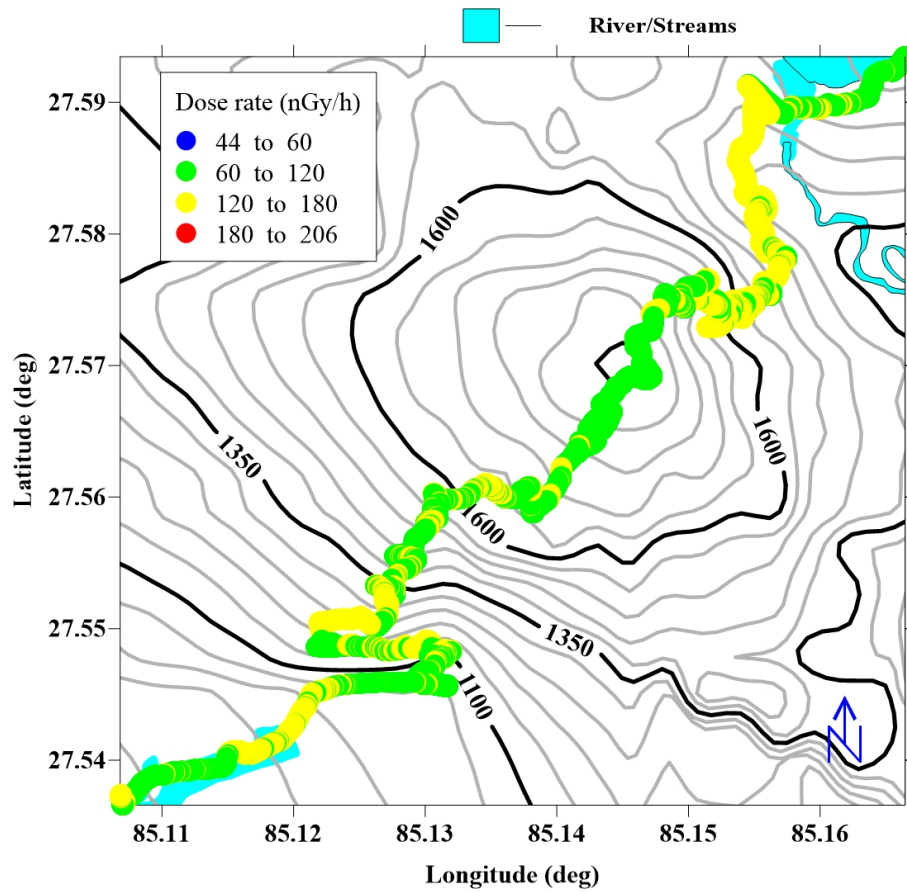 River/Streams
27.59
27.58
27.57
27.56
27.55
27.54
Latitude (deg)
Dose rate (nGy/h)
44 to 60
60 to 120
120 to 180
180 to 206
1600
1350
1600
1600
1350
1100
N
85.11
85.12
85.13
85.14
85.15
85.16
Longitude (deg)